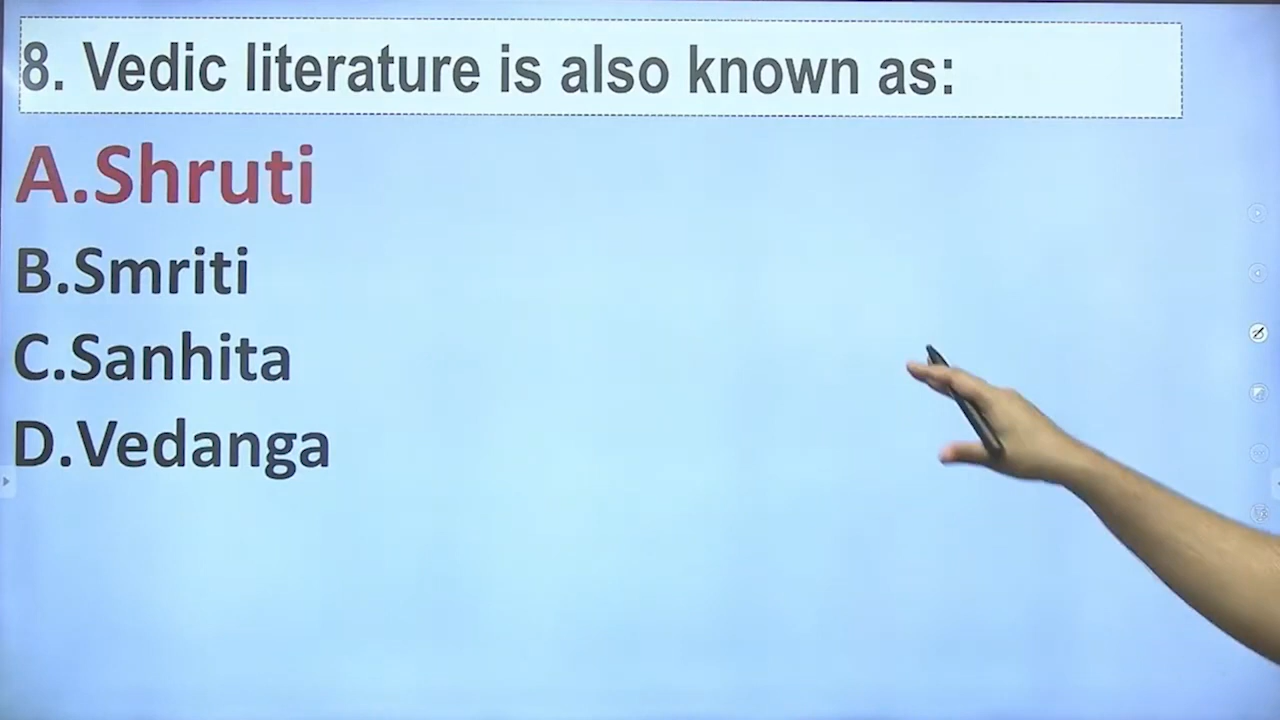 8. Vedic literature is also known as:
A.Shruti
B.Smriti
C.Sanhita
D.Vedanga